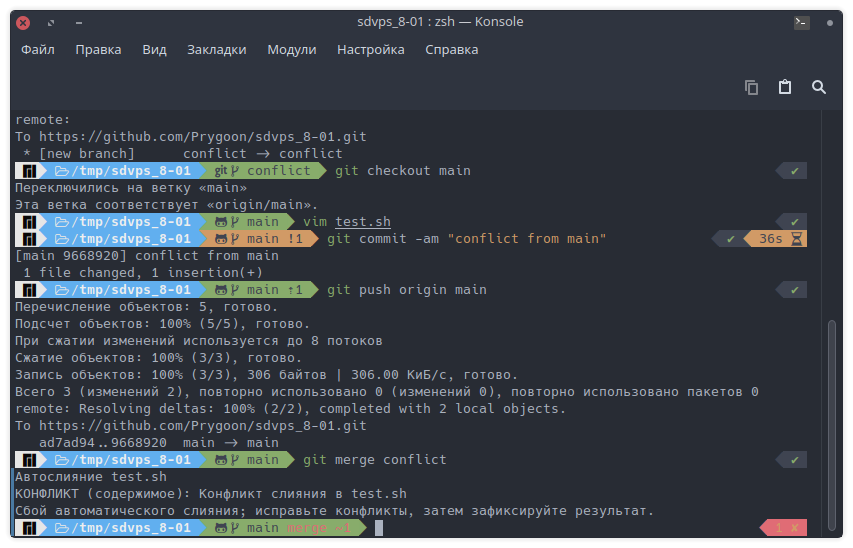 sdvps_8-01 : zsh — Konsole
Файл Правка Вид Закладки Модули Настройка Справка
remote:
To https://github.com/Prygoon/sdvps_8-01.git
 * [new branch]      conflict -> conflict
/tmp/sdvps_8-01 git conflict git checkout main ✔
Переключились на ветку «main»
Эта ветка соответствует «origin/main».
/tmp/sdvps_8-01 main vim test.sh ✔
/tmp/sdvps_8-01 main !1 git commit -am "conflict from main" ✔ 36s
[main 9668920] conflict from main
 1 file changed, 1 insertion(+)
/tmp/sdvps_8-01 main !1 git push origin main ✔
Перечисление объектов: 5, готово.
Подсчет объектов: 100% (5/5), готово.
При сжатии изменений используется до 8 потоков
Сжатие объектов: 100% (3/3), готово.
Запись объектов: 100% (3/3), 306 байтов | 306.00 КиБ/с, готово.
Всего 3 (изменений 2), повторно использовано 0 (изменений 0), повторно использовано пакетов 0
remote: Resolving deltas: 100% (2/2), completed with 2 local objects.
To https://github.com/Prygoon/sdvps_8-01.git
   ad7ad94..9668920  main -> main
/tmp/sdvps_8-01 main git merge conflict ✔
Автослияние test.sh
КОНФЛИКТ (содержимое): Конфликт слияния в test.sh
Сбой автоматического слияния; исправьте конфликты, затем зафиксируйте результат.
/tmp/sdvps_8-01 main merge ~1 1 ✘